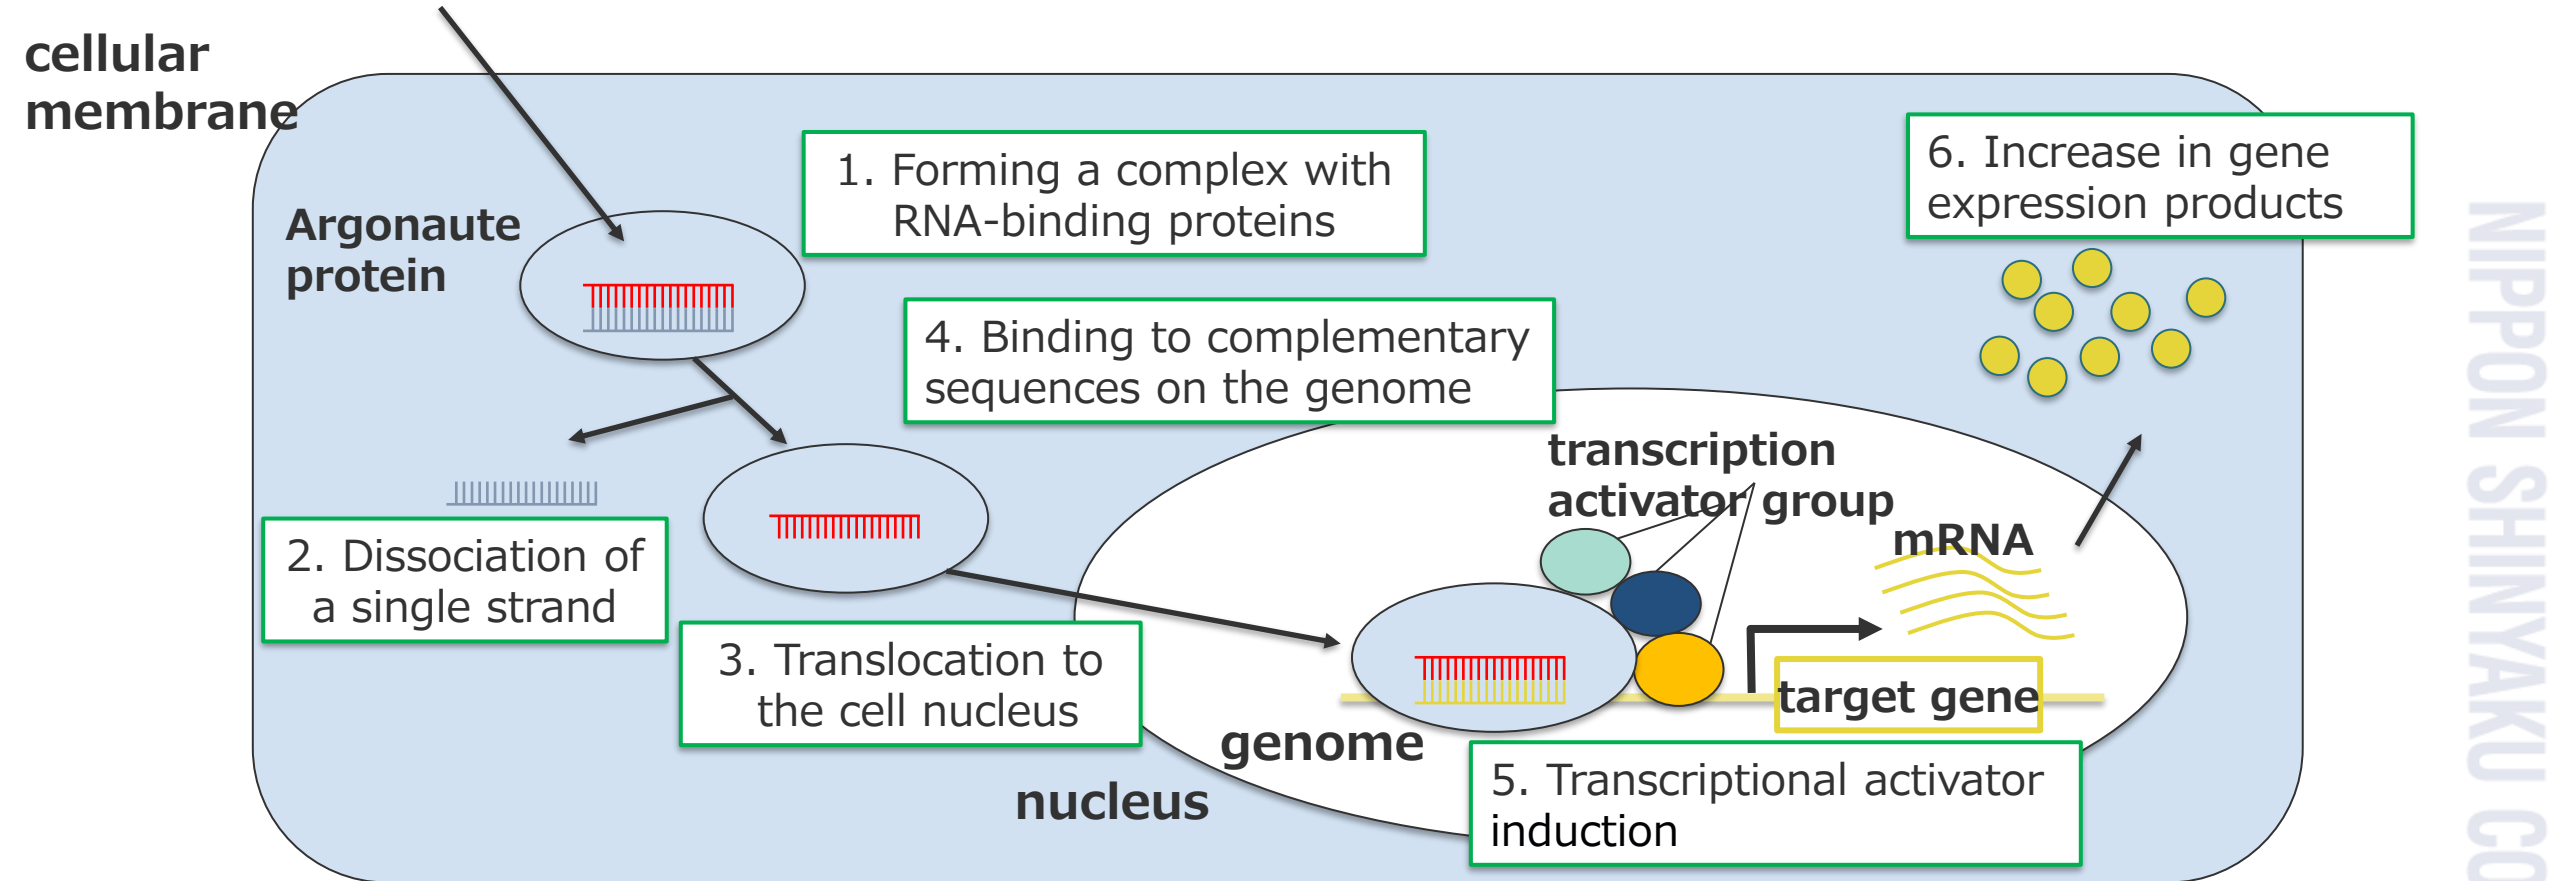 cellular
membrane
Argonaute
protein
1. Forming a complex with
RNA-binding proteins
2. Dissociation of
a single strand
3. Translocation to
the cell nucleus
4. Binding to complementary
sequences on the genome
transcription
activator group
mRNA
target gene
genome
nucleus
5. Transcriptional activator
induction
6. Increase in gene
expression products
NIPPON SHINYAKU CO